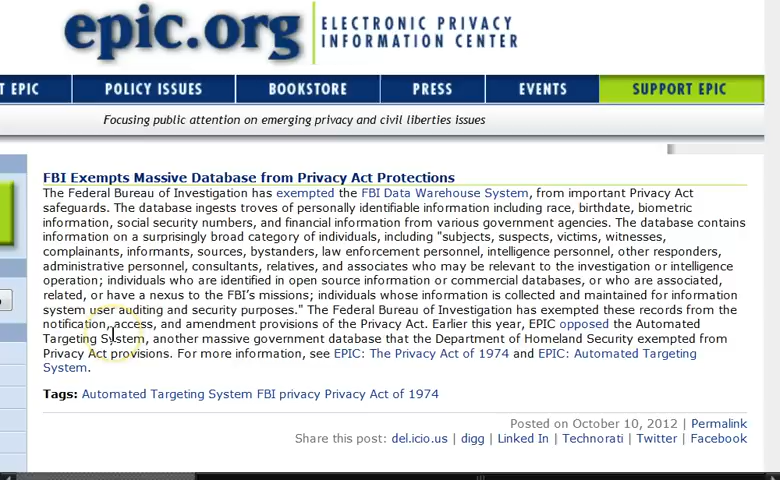 epic.org ELECTRONIC PRIVACY
INFORMATION CENTER
T EPIC POLICY ISSUES BOOKSTORE PRESS EVENTS SUPPORT EPIC
Focusing public attention on emerging privacy and civil liberties issues
FBI Exempts Massive Database from Privacy Act Protections
The Federal Bureau of Investigation has exempted the FBI Data Warehouse System, from important Privacy Act
safeguards. The database ingests troves of personally identifiable information including race, birthdate, biometric
information, social security numbers, and financial information from various government agencies. The database contains
information on a surprisingly broad category of individuals, including "subjects, suspects, victims, witnesses,
complainants, informants, sources, bystanders, law enforcement personnel, intelligence personnel, other responders,
administrative personnel, consultants, relatives, and associates who may be relevant to the investigation or intelligence
operation; individuals who are identified in open source information or commercial databases, or who are associated,
related, or have a nexus to the FBI's missions; individuals whose information is collected and maintained for information
system user auditing and security purposes." The Federal Bureau of Investigation has exempted these records from the
notification, access, and amendment provisions of the Privacy Act. Earlier this year, EPIC opposed the Automated
Targeting System, another massive government database that the Department of Homeland Security exempted from
Privacy Act provisions. For more information, see EPIC: The Privacy Act of 1974 and EPIC: Automated Targeting
System.
Tags: Automated Targeting System FBI privacy Privacy Act of 1974
Posted on October 10, 2012 | Permalink
Share this post: del.icio.us | digg | Linked In | Technorati | Twitter | Facebook